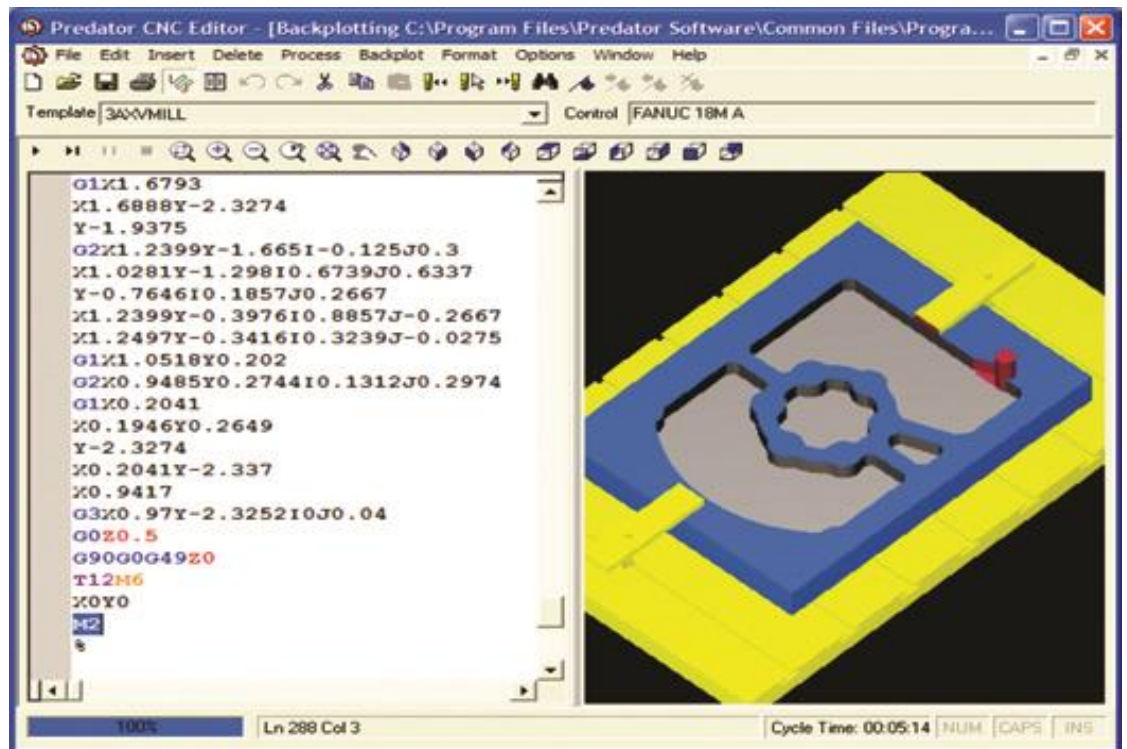 Predator CNC Editor - [Backplotting C:\Program Files\Predator Software\Common Files\Progra...
File Edit Insert Delete Process Backplot Format Options Window Help
Template 3AXVMILL Control FANUC 18M A
G1X1.6793
X1.6888Y-2.3274
Y-1.9375
G2X1.2399Y-1.665I-0.125J0.3
X1.0281Y-1.298I0.6739J0.6337
Y-0.7646I0.1857J0.2667
X1.2399Y-0.3976I0.8857J-0.2667
X1.2497Y-0.3416I0.3239J-0.0275
G1X1.0518Y0.202
G2X0.9485Y0.2744I0.1312J0.2974
G1X0.2041
X0.1946Y0.2649
Y-2.3274
X0.2041Y-2.337
X0.9417
G3X0.97Y-2.3252I0J0.04
G0Z0.5
G90G0G49Z0
T12M6
X0Y0
M2
%
100% Ln 288 Col 3 Cycle Time: 00:05:14 NUM CAPS INS